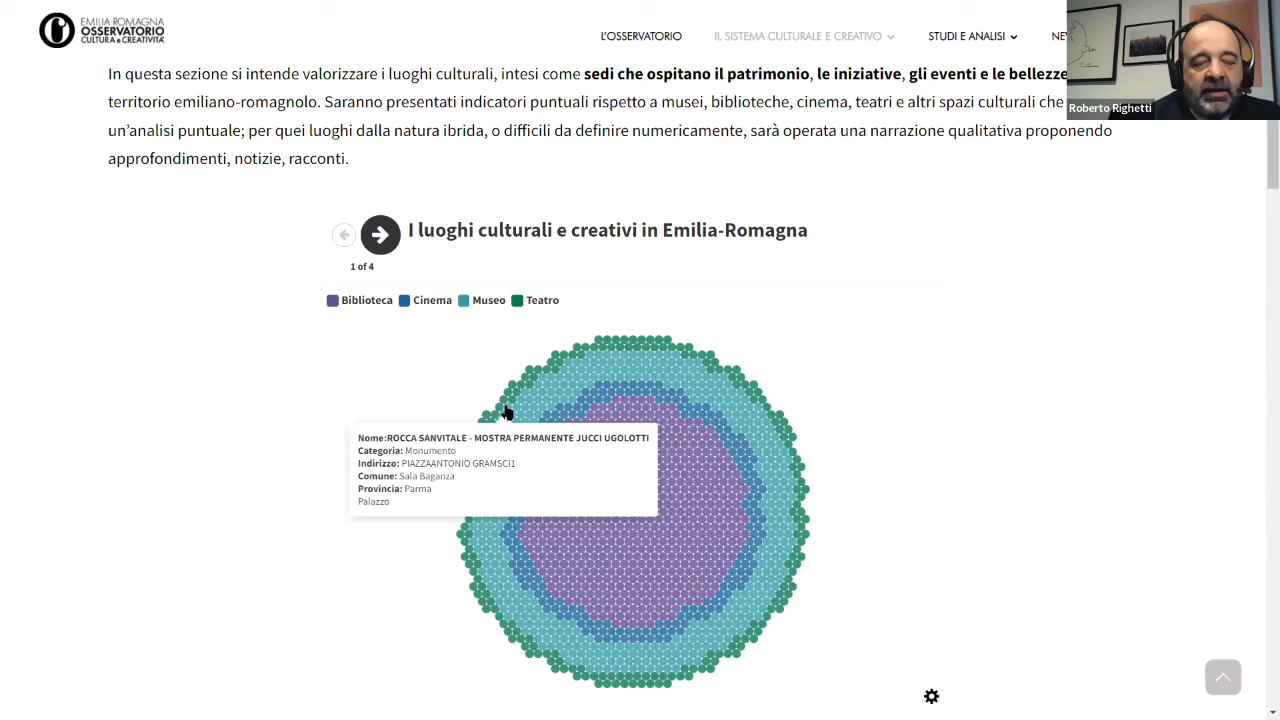 EMILIA-ROMAGNA
OSSERVATORIO
CULTURA e CREATIVITA'
L'OSSERVATORIO
IL SISTEMA CULTURALE E CREATIVO
STUDI E ANALISI
NE
Roberto Righetti
In questa sezione si intende valorizzare i luoghi culturali, intesi come sedi che ospitano il patrimonio, le iniziative, gli eventi e le bellezze
territorio emiliano-romagnolo. Saranno presentati indicatori puntuali rispetto a musei, biblioteche, cinema, teatri e altri spazi culturali che
un'analisi puntuale; per quei luoghi dalla natura ibrida, o difficili da definire numericamente, sarà operata una narrazione qualitativa proponendo
approfondimenti, notizie, racconti.
I luoghi culturali e creativi in Emilia-Romagna
1 of 4
Biblioteca Cinema Museo Teatro
Nome:ROCCA SANVITALE - MOSTRA PERMANENTE JUCCI UGOLOTTI
Categoria: Monumento
Indirizzo: PIAZZAANTONIO GRAMSCI1
Comune: Sala Baganza
Provincia: Parma
Palazzo